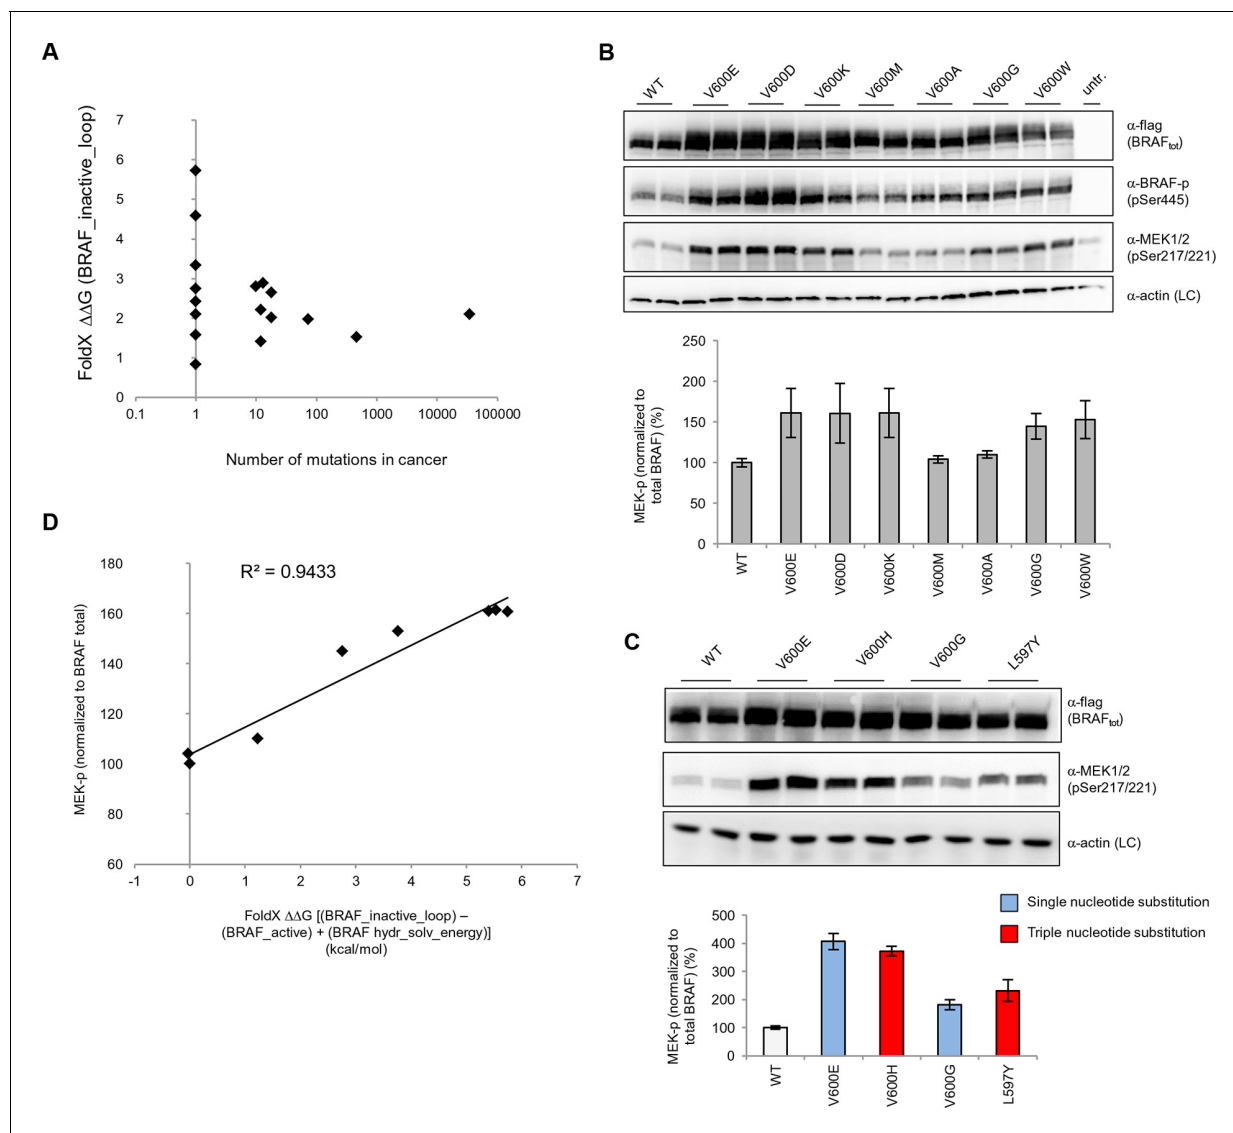 A
FoldX ΔΔG (BRAF_inactive_loop)
7
6
5
4
3
2
1
0
0.1 1 10 100 1000 10000 100000
Number of mutations in cancer
B
WT V600E V600D V600K V600M V600A V600G V600W untr.
α-flag
(BRAFtot)
α-BRAF-p
(pSer445)
α-MEK1/2
(pSer217/221)
α-actin (LC)
MEK-p (normalized to
total BRAF) (%)
250
200
150
100
50
0
WT V600E V600D V600K V600M V600A V600G V600W
D
R² = 0.9433
MEK-p (normalized to BRAF total)
180
160
140
120
100
80
60
-1 0 1 2 3 4 5 6 7
FoldX ΔΔG [(BRAF_inactive_loop) –
(BRAF_active) + (BRAF hydr_solv_energy)]
(kcal/mol)
C
WT V600E V600H V600G L597Y
α-flag
(BRAFtot)
α-MEK1/2
(pSer217/221)
α-actin (LC)
Single nucleotide substitution
Triple nucleotide substitution
MEK-p (normalized to
total BRAF) (%)
500
400
300
200
100
0
WT V600E V600H V600G L597Y